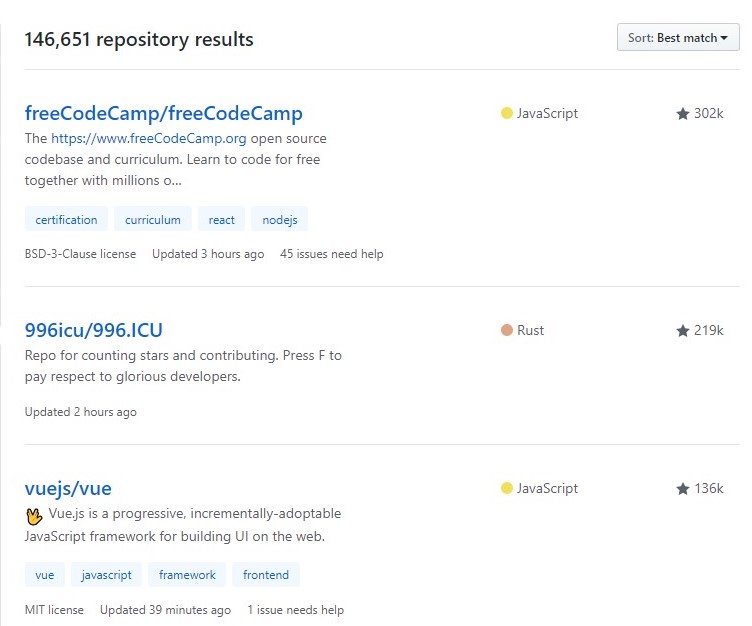 146,651 repository results
Sort: Best match
freeCodeCamp/freeCodeCamp
JavaScript
302k
The https://www.freeCodeCamp.org open source
codebase and curriculum. Learn to code for free
together with millions o...
certification curriculum react nodejs
BSD-3-Clause license Updated 3 hours ago 45 issues need help
996icu/996.ICU
Rust
219k
Repo for counting stars and contributing. Press F to
pay respect to glorious developers.
Updated 2 hours ago
vuejs/vue
JavaScript
136k
🖖 Vue.js is a progressive, incrementally-adoptable
JavaScript framework for building UI on the web.
vue javascript framework frontend
MIT license Updated 39 minutes ago 1 issue needs help